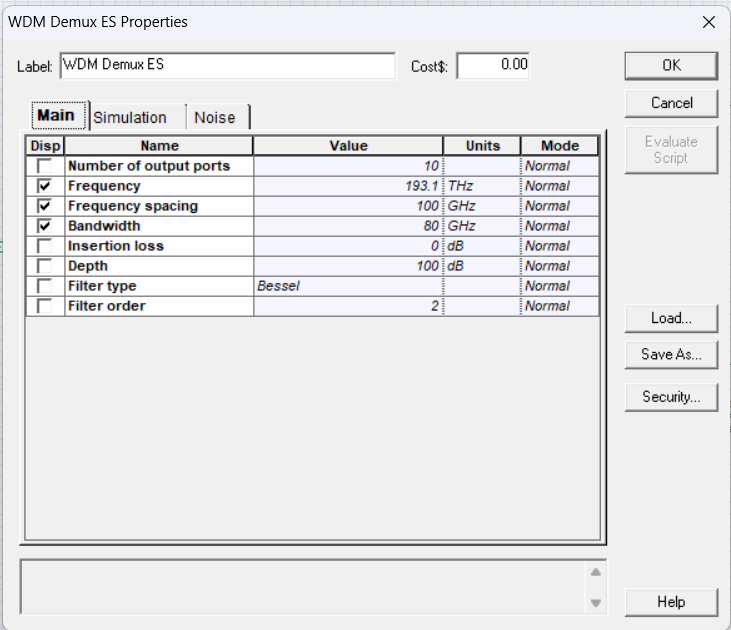 WDM Demux ES Properties
Label: WDM Demux ES Cost$: 0.00 OK
Cancel
Main Simulation Noise
Evaluate
Script
Disp Name Value Units Mode
Number of output ports 10 Normal
Frequency 193.1 THz Normal
Frequency spacing 100 GHz Normal
Bandwidth 80 GHz Normal
Insertion loss 0 dB Normal
Depth 100 dB Normal
Filter type Bessel Normal
Filter order 2 Normal
Load...
Save As...
Security...
Help